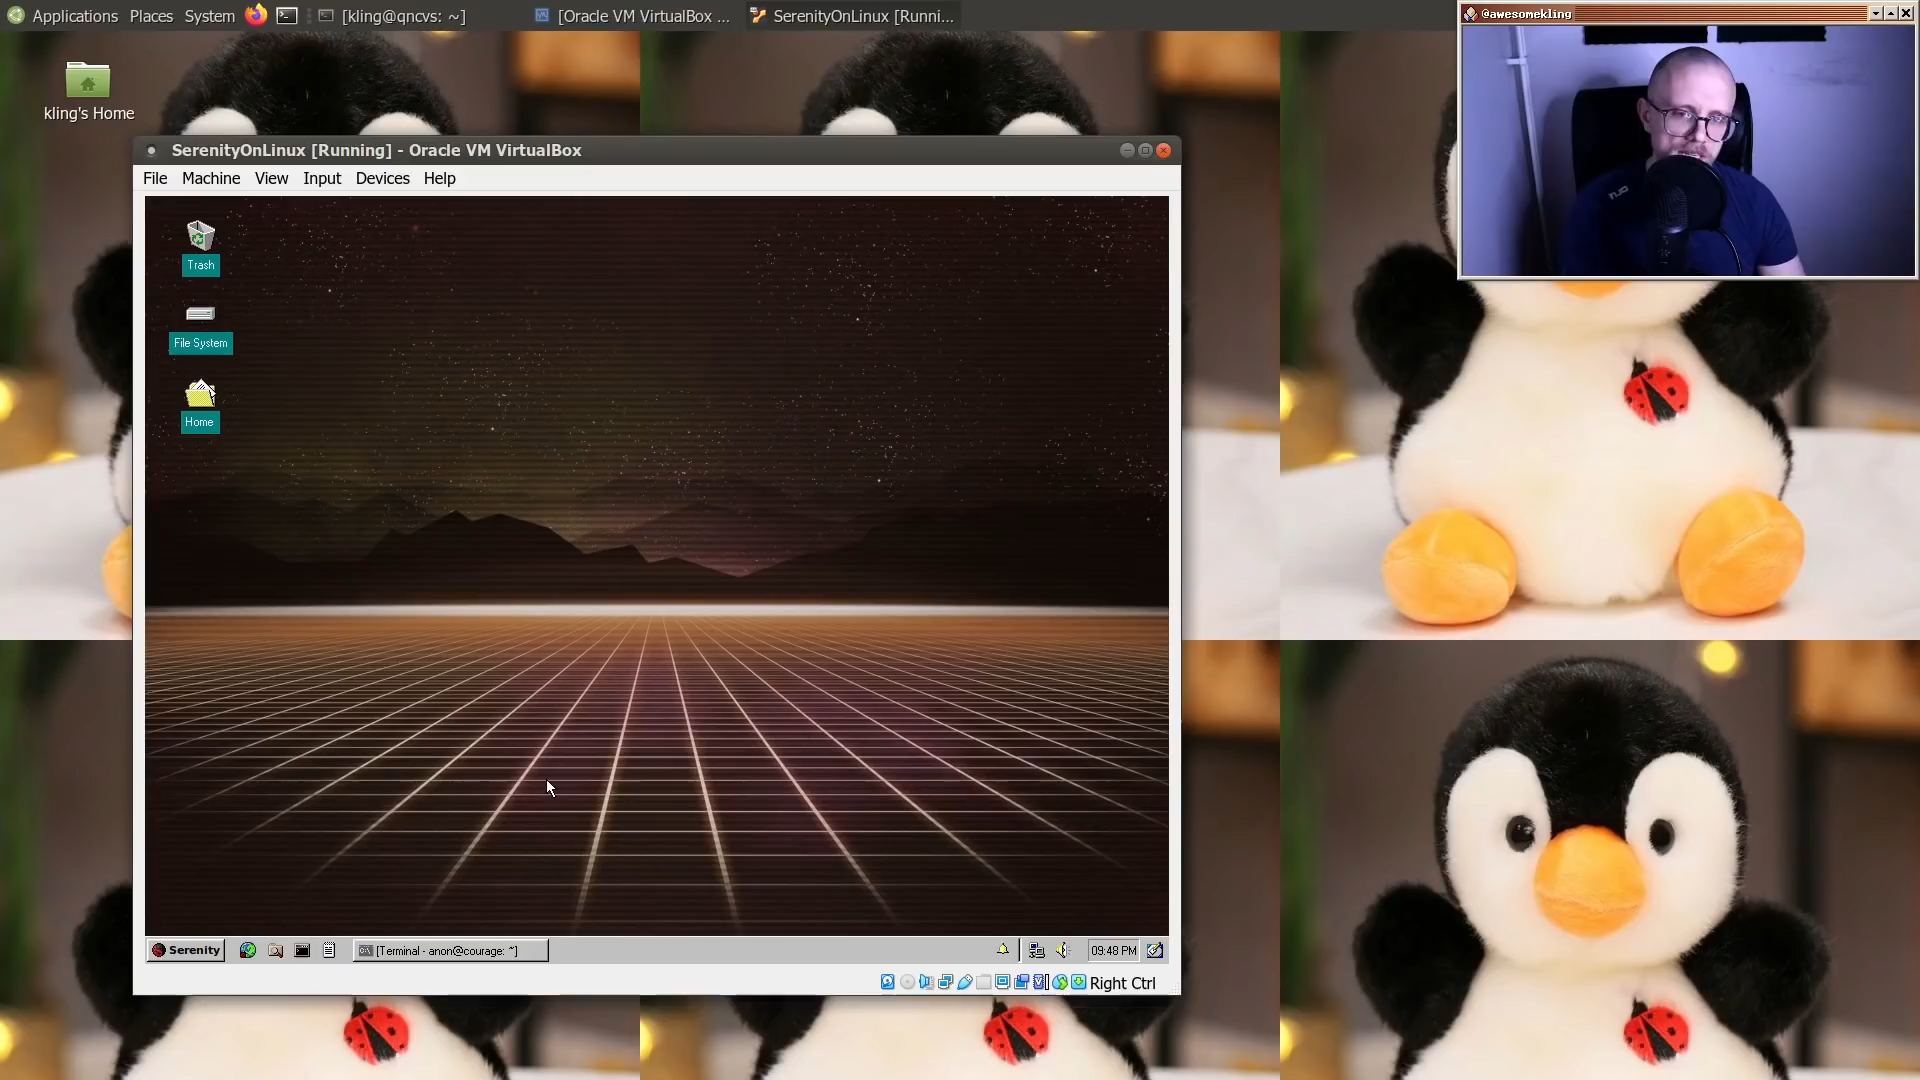 Applications Places System [kling@qncvs: ~] [Oracle VM VirtualBox ... SerenityOnLinux [Runni...
@awesomekling
kling's Home
SerenityOnLinux [Running] - Oracle VM VirtualBox
File Machine View Input Devices Help
Trash
File System
Home
Serenity [Terminal - anon@courage: ~] 09:48 PM
Right Ctrl